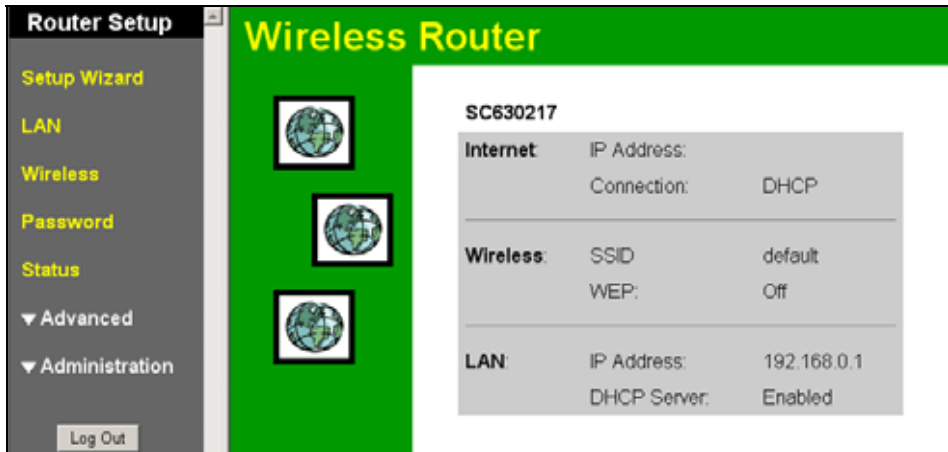 Router Setup
Setup Wizard
LAN
Wireless
Password
Status
Advanced
Administration
Log Out
Wireless Router
SC630217
Internet: IP Address:
Connection: DHCP
Wireless: SSID default
WEP: Off
LAN: IP Address: 192.168.0.1
DHCP Server: Enabled